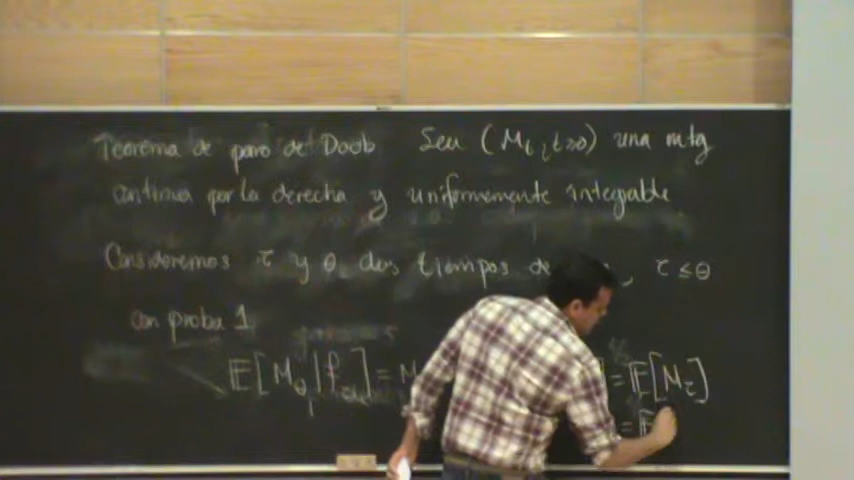 Teorema de paro de Doob Sea (M_t, t≥0) una mtg
continua por la derecha y uniformemente integrable
Consideremos τ y θ dos tiempos de , τ ≤ θ
con proba 1
E[M_θ | F_τ] = M ] = E[M_τ]
= E